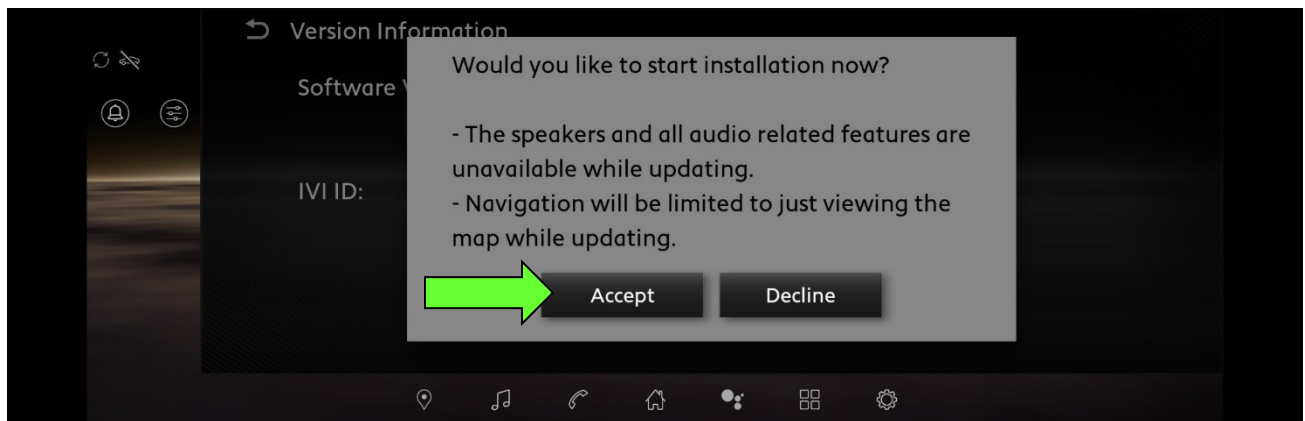 Version Information
Would you like to start installation now?
Software
- The speakers and all audio related features are
unavailable while updating.
IVI ID:
- Navigation will be limited to just viewing the
map while updating.
Accept
Decline